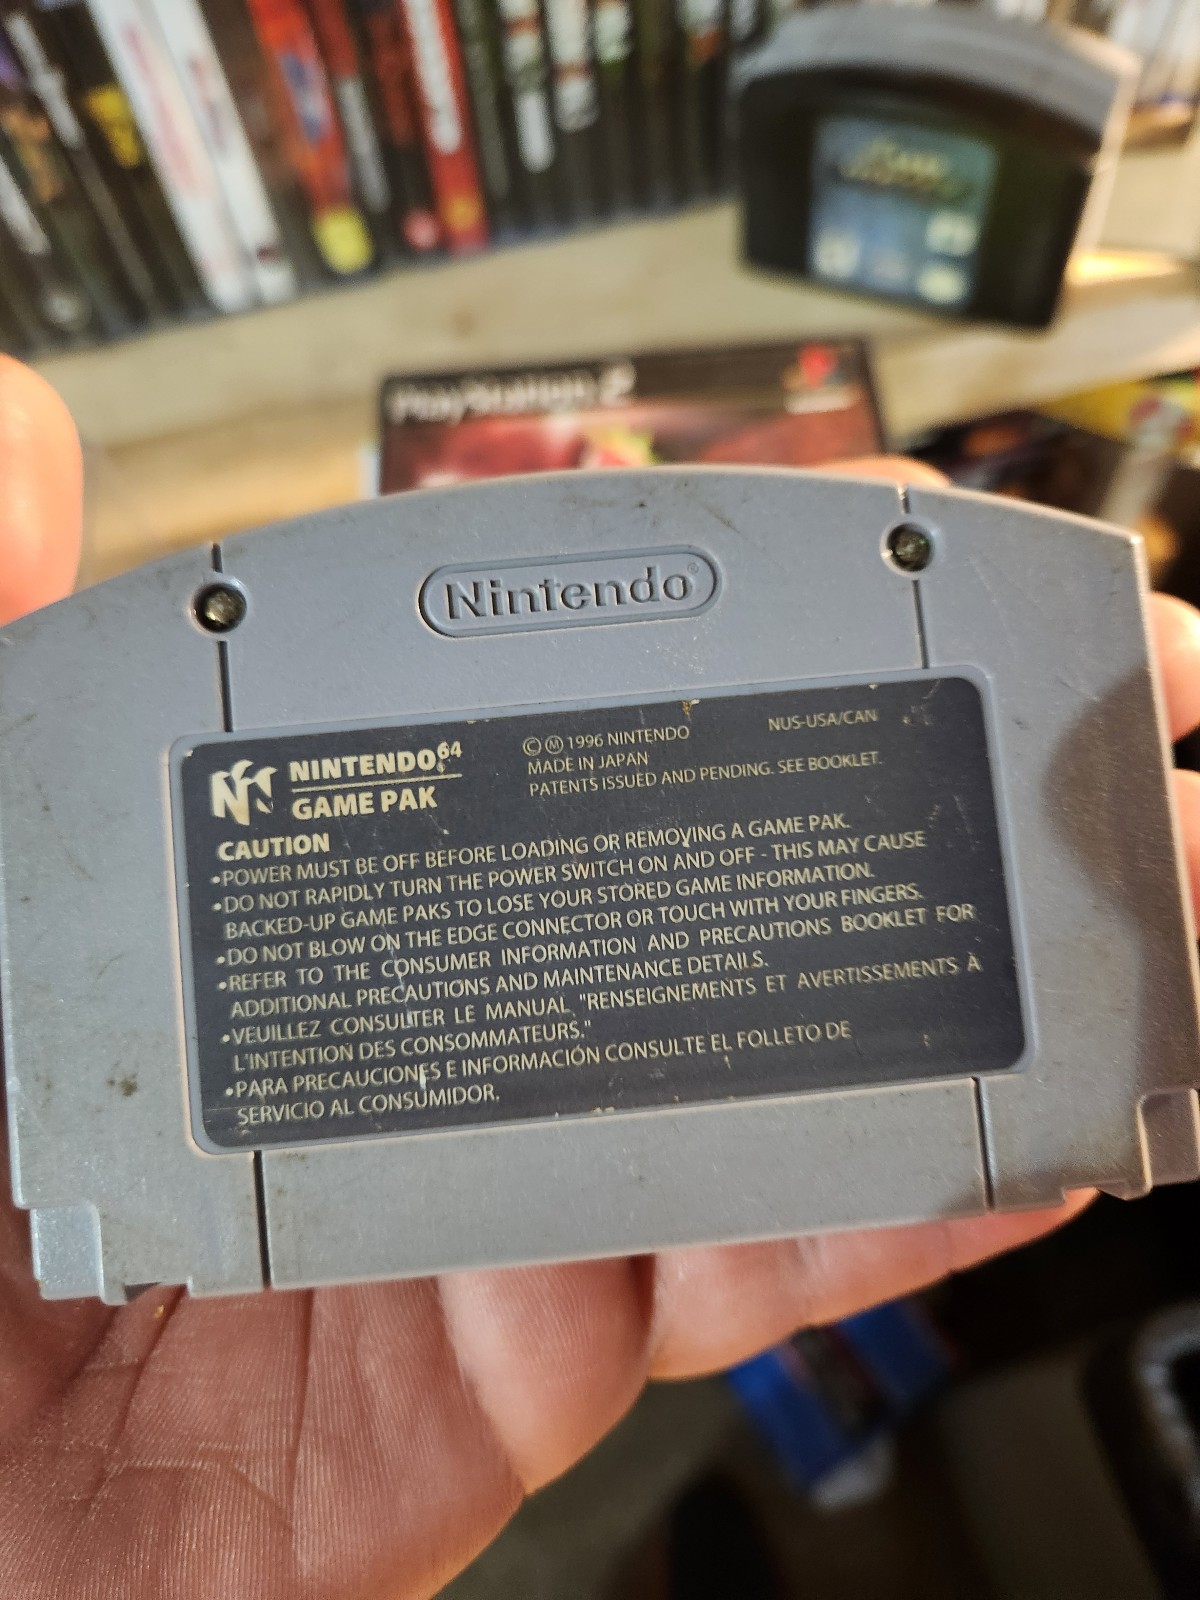 PlayStation 2
Nintendo®
NINTENDO64
GAME PAK
©Ⓜ1996 NINTENDO
MADE IN JAPAN
PATENTS ISSUED AND PENDING. SEE BOOKLET.
NUS-USA/CAN
CAUTION
•POWER MUST BE OFF BEFORE LOADING OR REMOVING A GAME PAK.
•DO NOT RAPIDLY TURN THE POWER SWITCH ON AND OFF - THIS MAY CAUSE
BACKED-UP GAME PAKS TO LOSE YOUR STORED GAME INFORMATION.
•DO NOT BLOW ON THE EDGE CONNECTOR OR TOUCH WITH YOUR FINGERS.
•REFER TO THE CONSUMER INFORMATION AND PRECAUTIONS BOOKLET FOR
ADDITIONAL PRECAUTIONS AND MAINTENANCE DETAILS.
•VEUILLEZ CONSULTER LE MANUAL "RENSEIGNEMENTS ET AVERTISSEMENTS À
L'INTENTION DES CONSOMMATEURS."
•PARA PRECAUCIONES E INFORMACIÓN CONSULTE EL FOLLETO DE
SERVICIO AL CONSUMIDOR.